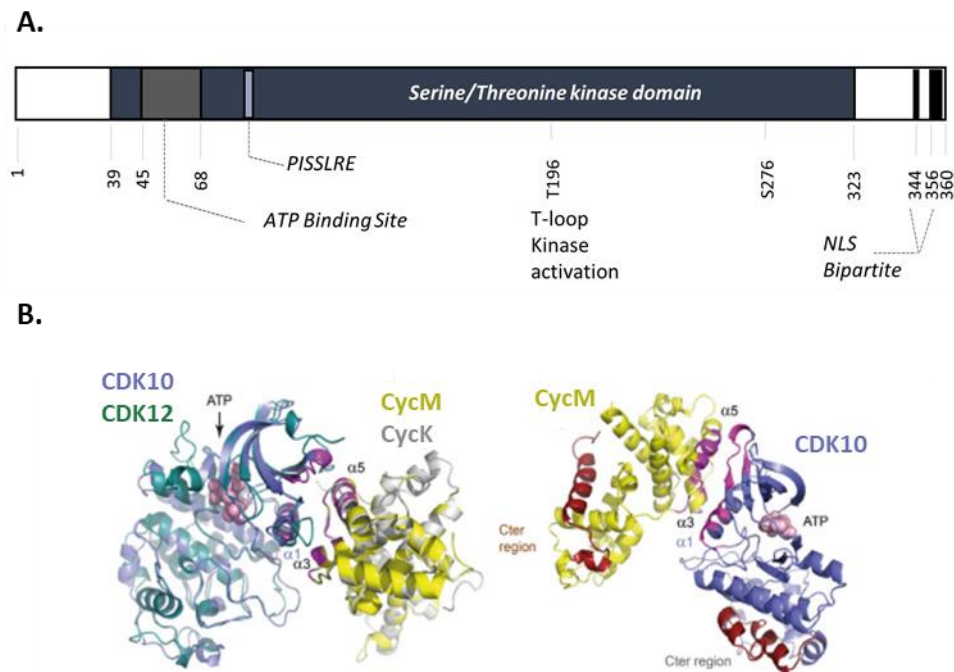 A.
Serine/Threonine kinase domain
PISSLRE
ATP Binding Site
1
39
45
68
T196
S276
323
344
356
360
T-loop
Kinase
activation
NLS
Bipartite
B.
CDK10
CDK12
ATP
CycM
CycK
α5
α1
α3
CycM
α5
CDK10
α3
α1
ATP
Cter
region
Cter region